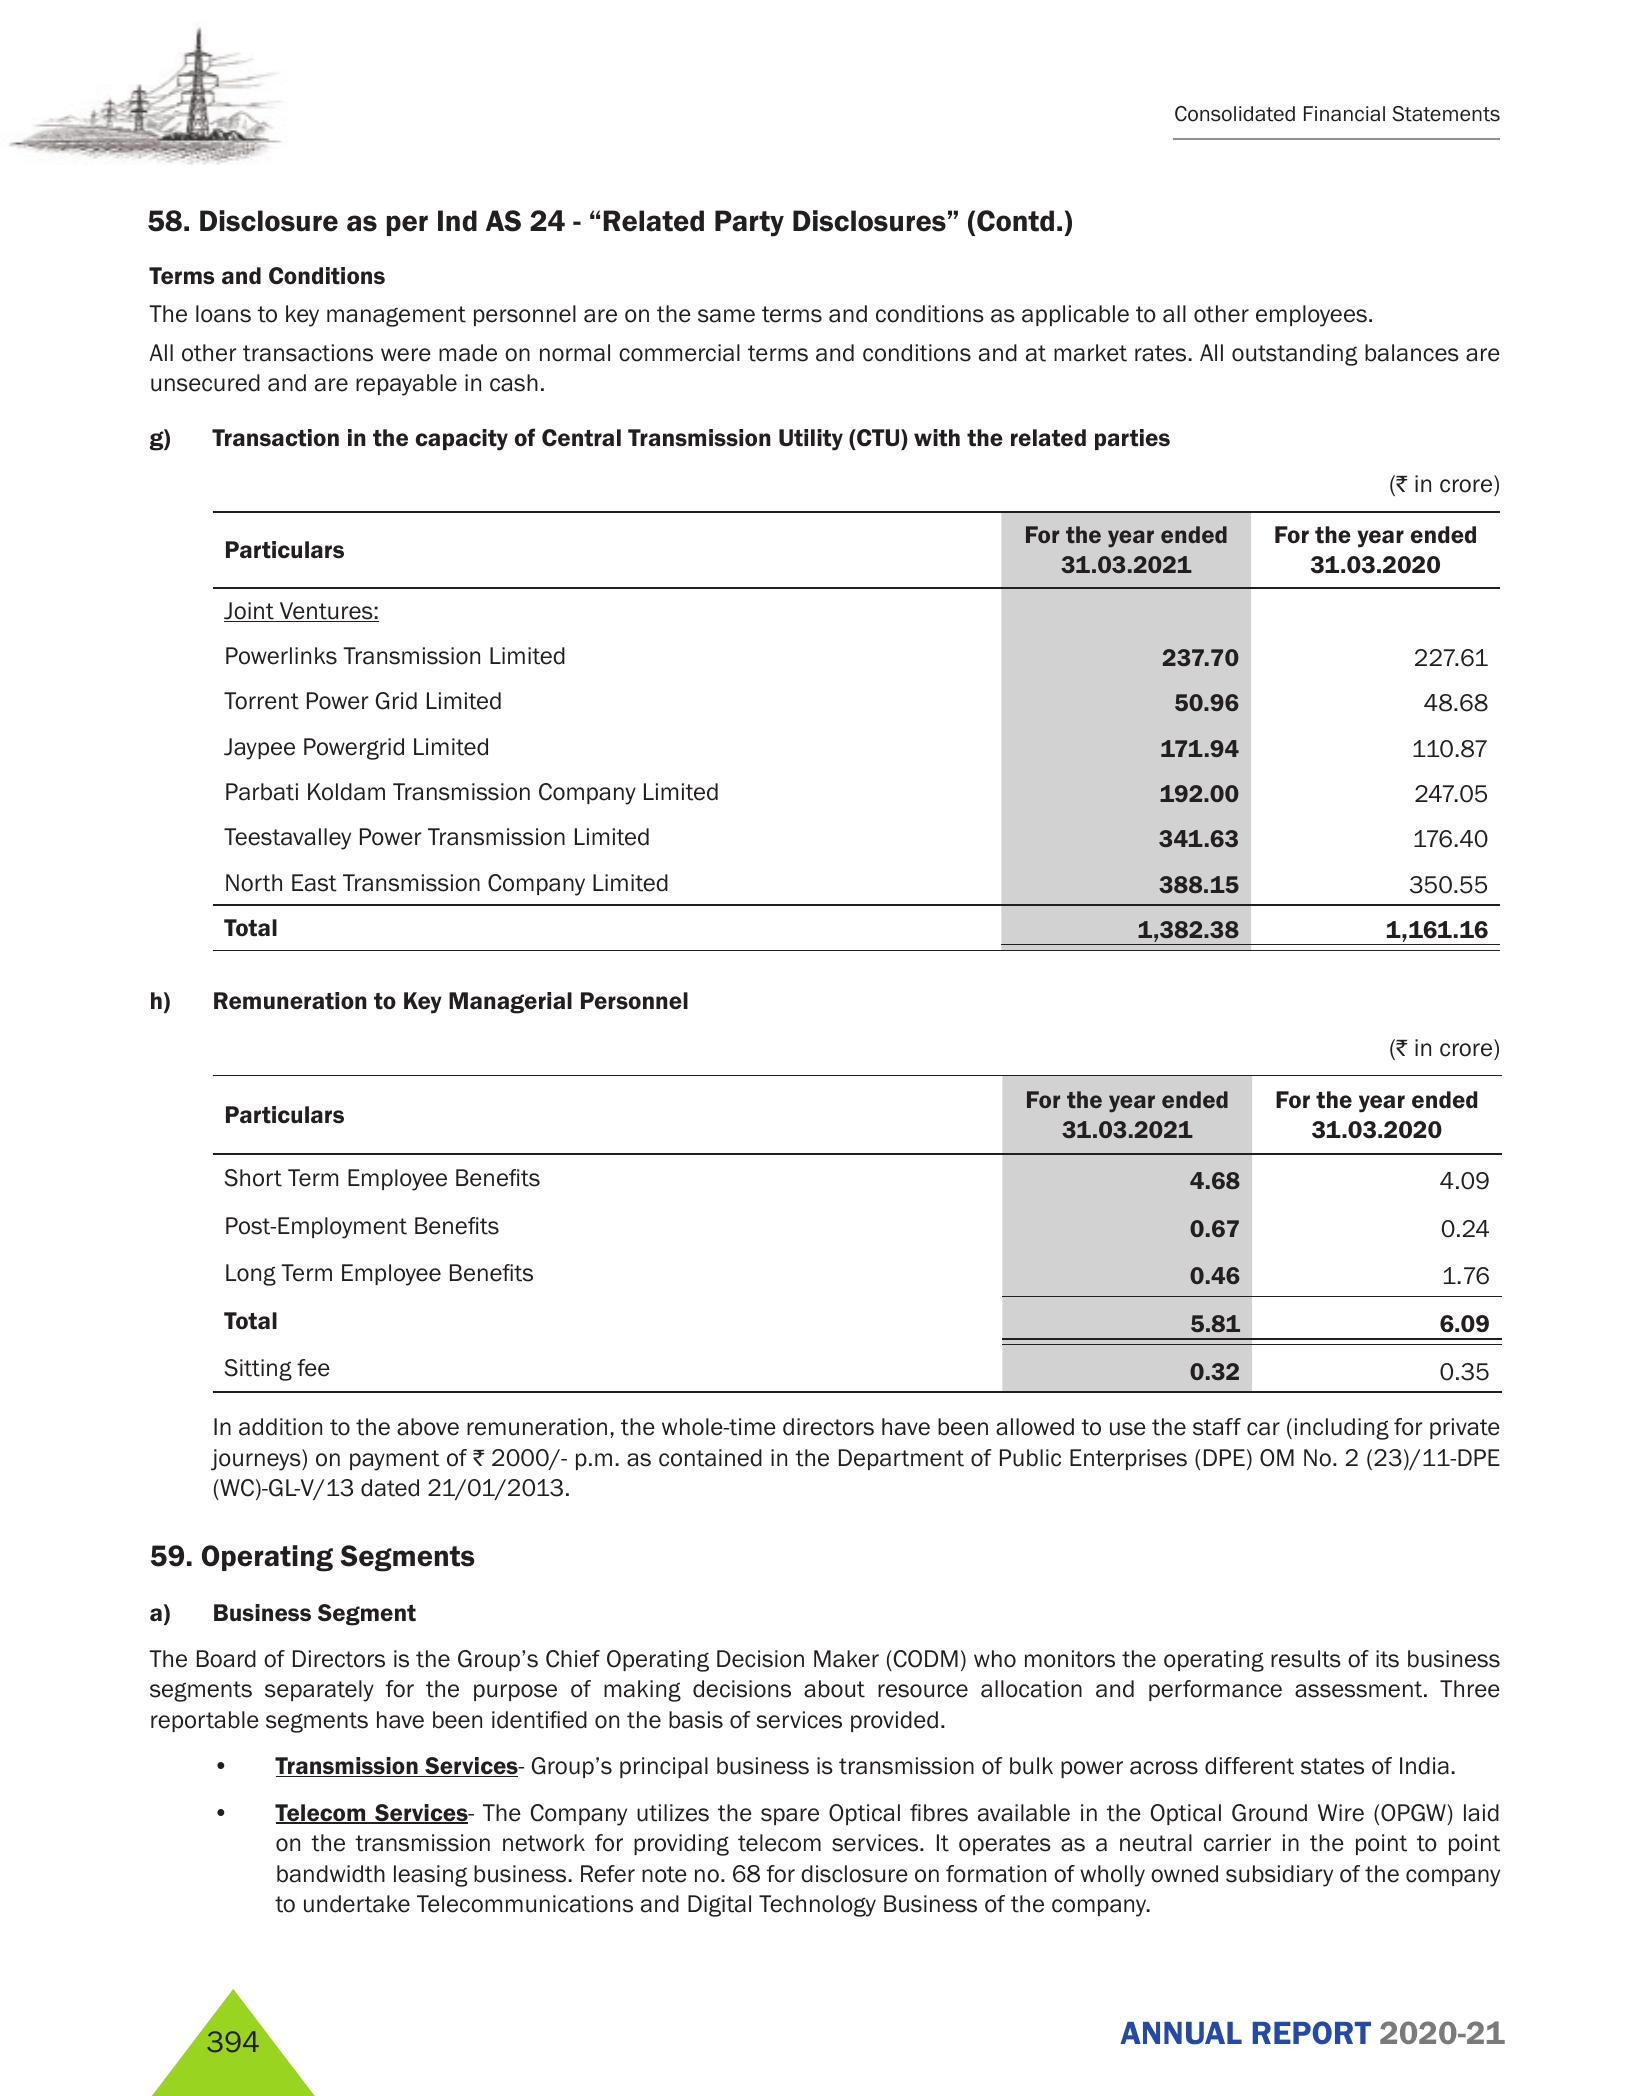 Consolidated Financial Statements
58. Disclosure as per Ind AS 24 - “Related Party Disclosures” (Contd.)
Terms and Conditions
The loans to key management personnel are on the same terms and conditions as applicable to all other employees.
All other transactions were made on normal commercial terms and conditions and at market rates. All outstanding balances are
unsecured and are repayable in cash.
g) Transaction in the capacity of Central Transmission Utility (CTU) with the related parties
(₹ in crore)
Particulars For the year ended 31.03.2021 For the year ended 31.03.2020
Joint Ventures:
Powerlinks Transmission Limited 237.70 227.61
Torrent Power Grid Limited 50.96 48.68
Jaypee Powergrid Limited 171.94 110.87
Parbati Koldam Transmission Company Limited 192.00 247.05
Teestavalley Power Transmission Limited 341.63 176.40
North East Transmission Company Limited 388.15 350.55
Total 1,382.38 1,161.16
h) Remuneration to Key Managerial Personnel
(₹ in crore)
Particulars For the year ended 31.03.2021 For the year ended 31.03.2020
Short Term Employee Benefits 4.68 4.09
Post-Employment Benefits 0.67 0.24
Long Term Employee Benefits 0.46 1.76
Total 5.81 6.09
Sitting fee 0.32 0.35
In addition to the above remuneration, the whole-time directors have been allowed to use the staff car (including for private
journeys) on payment of ₹ 2000/- p.m. as contained in the Department of Public Enterprises (DPE) OM No. 2 (23)/11-DPE
(WC)-GL-V/13 dated 21/01/2013.
59. Operating Segments
a) Business Segment
The Board of Directors is the Group’s Chief Operating Decision Maker (CODM) who monitors the operating results of its business
segments separately for the purpose of making decisions about resource allocation and performance assessment. Three
reportable segments have been identified on the basis of services provided.
• Transmission Services- Group’s principal business is transmission of bulk power across different states of India.
• Telecom Services- The Company utilizes the spare Optical fibres available in the Optical Ground Wire (OPGW) laid
on the transmission network for providing telecom services. It operates as a neutral carrier in the point to point
bandwidth leasing business. Refer note no. 68 for disclosure on formation of wholly owned subsidiary of the company
to undertake Telecommunications and Digital Technology Business of the company.
394
ANNUAL REPORT 2020-21